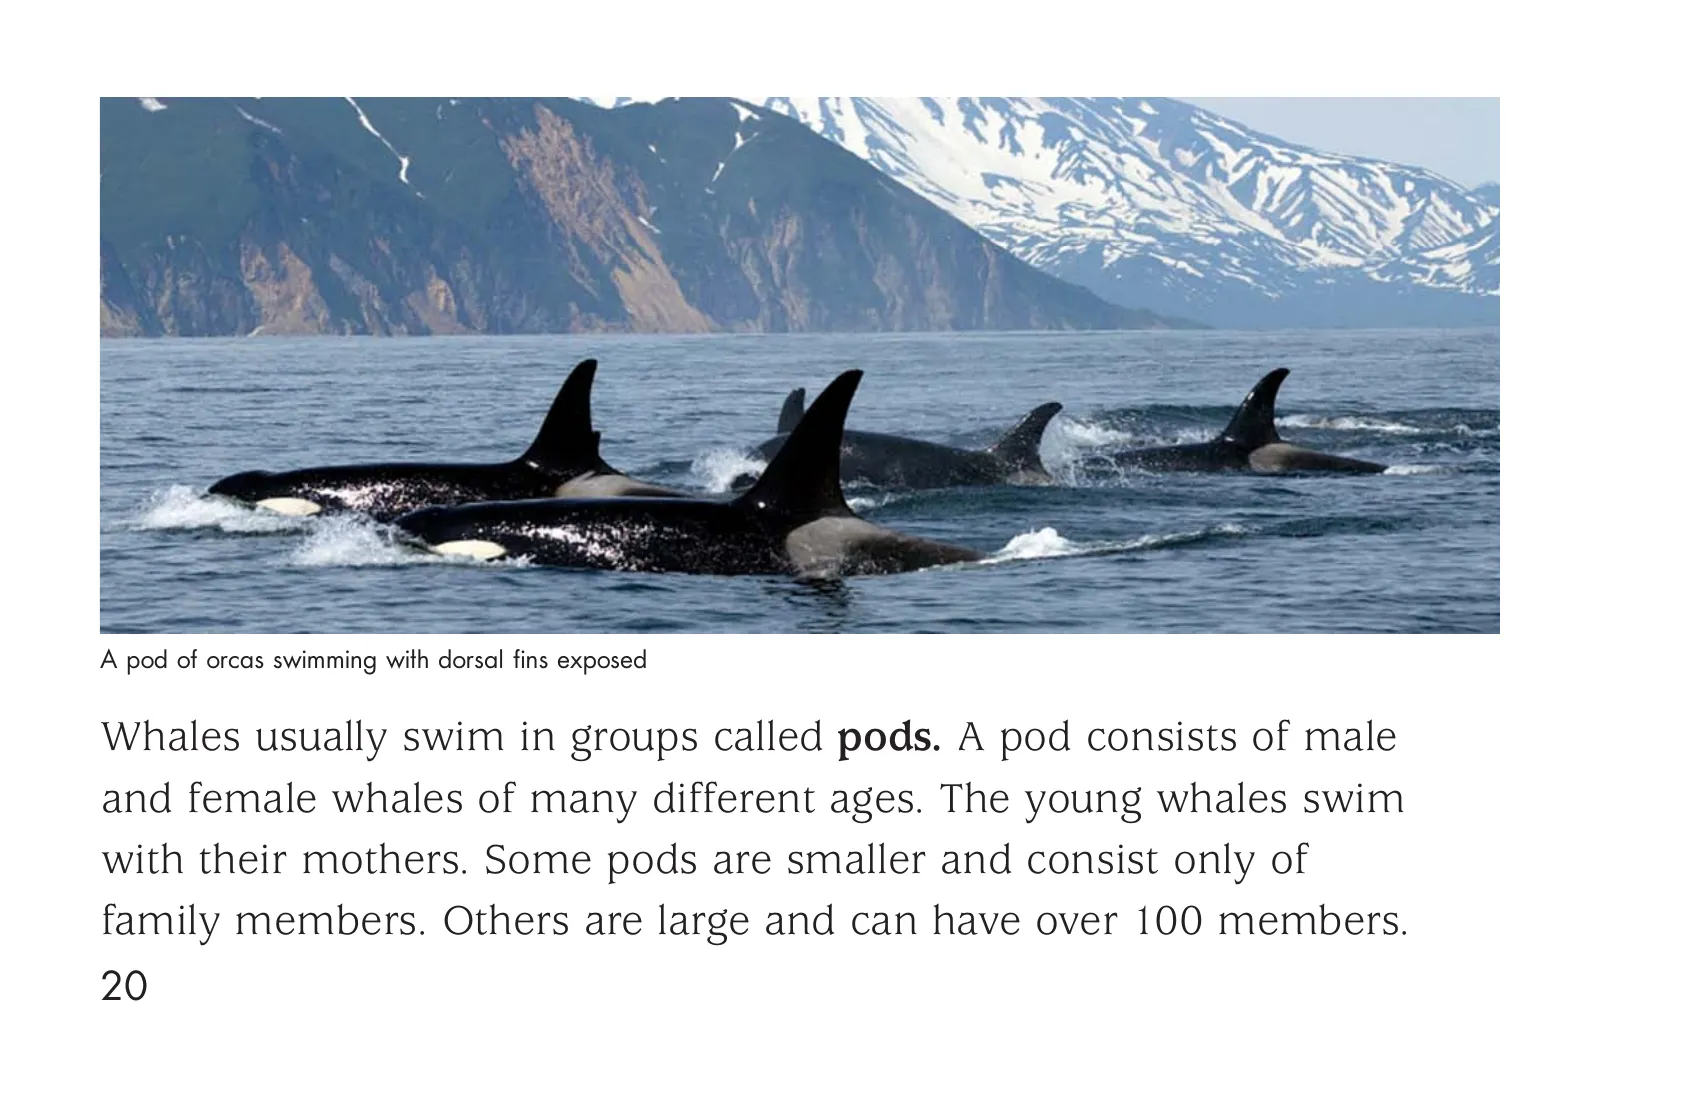 A pod of orcas swimming with dorsal fins exposed
Whales usually swim in groups called pods. A pod consists of male
and female whales of many different ages. The young whales swim
with their mothers. Some pods are smaller and consist only of
family members. Others are large and can have over 100 members.
20